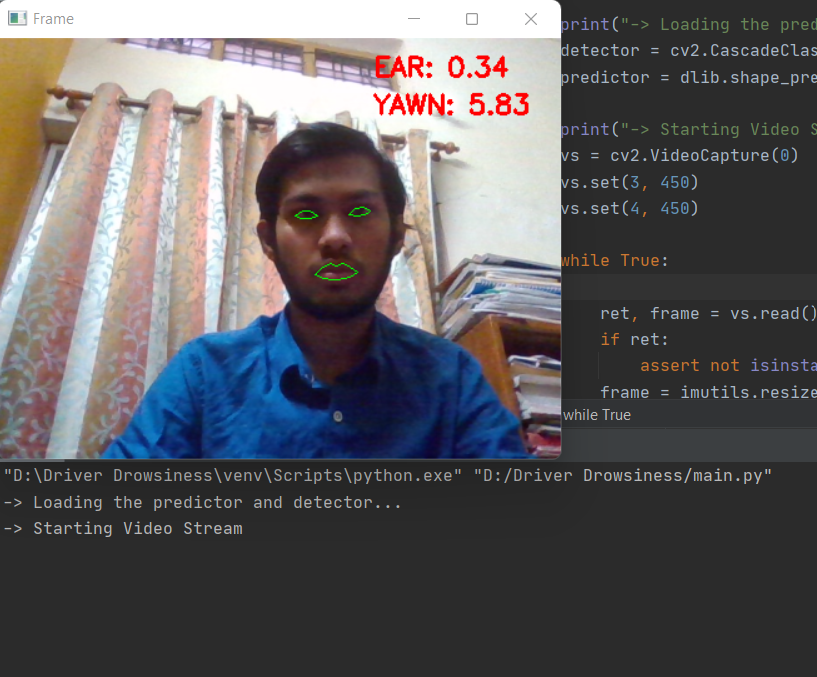 Frame
EAR: 0.34
YAWN: 5.83
print("-> Loading the pred
detector = cv2.CascadeClas
predictor = dlib.shape_pre
print("-> Starting Video S
vs = cv2.VideoCapture(0)
vs.set(3, 450)
vs.set(4, 450)
while True:
ret, frame = vs.read()
if ret:
assert not isinsta
frame = imutils.resize
while True
"D:\Driver Drowsiness\venv\Scripts\python.exe" "D:/Driver Drowsiness/main.py"
-> Loading the predictor and detector...
-> Starting Video Stream